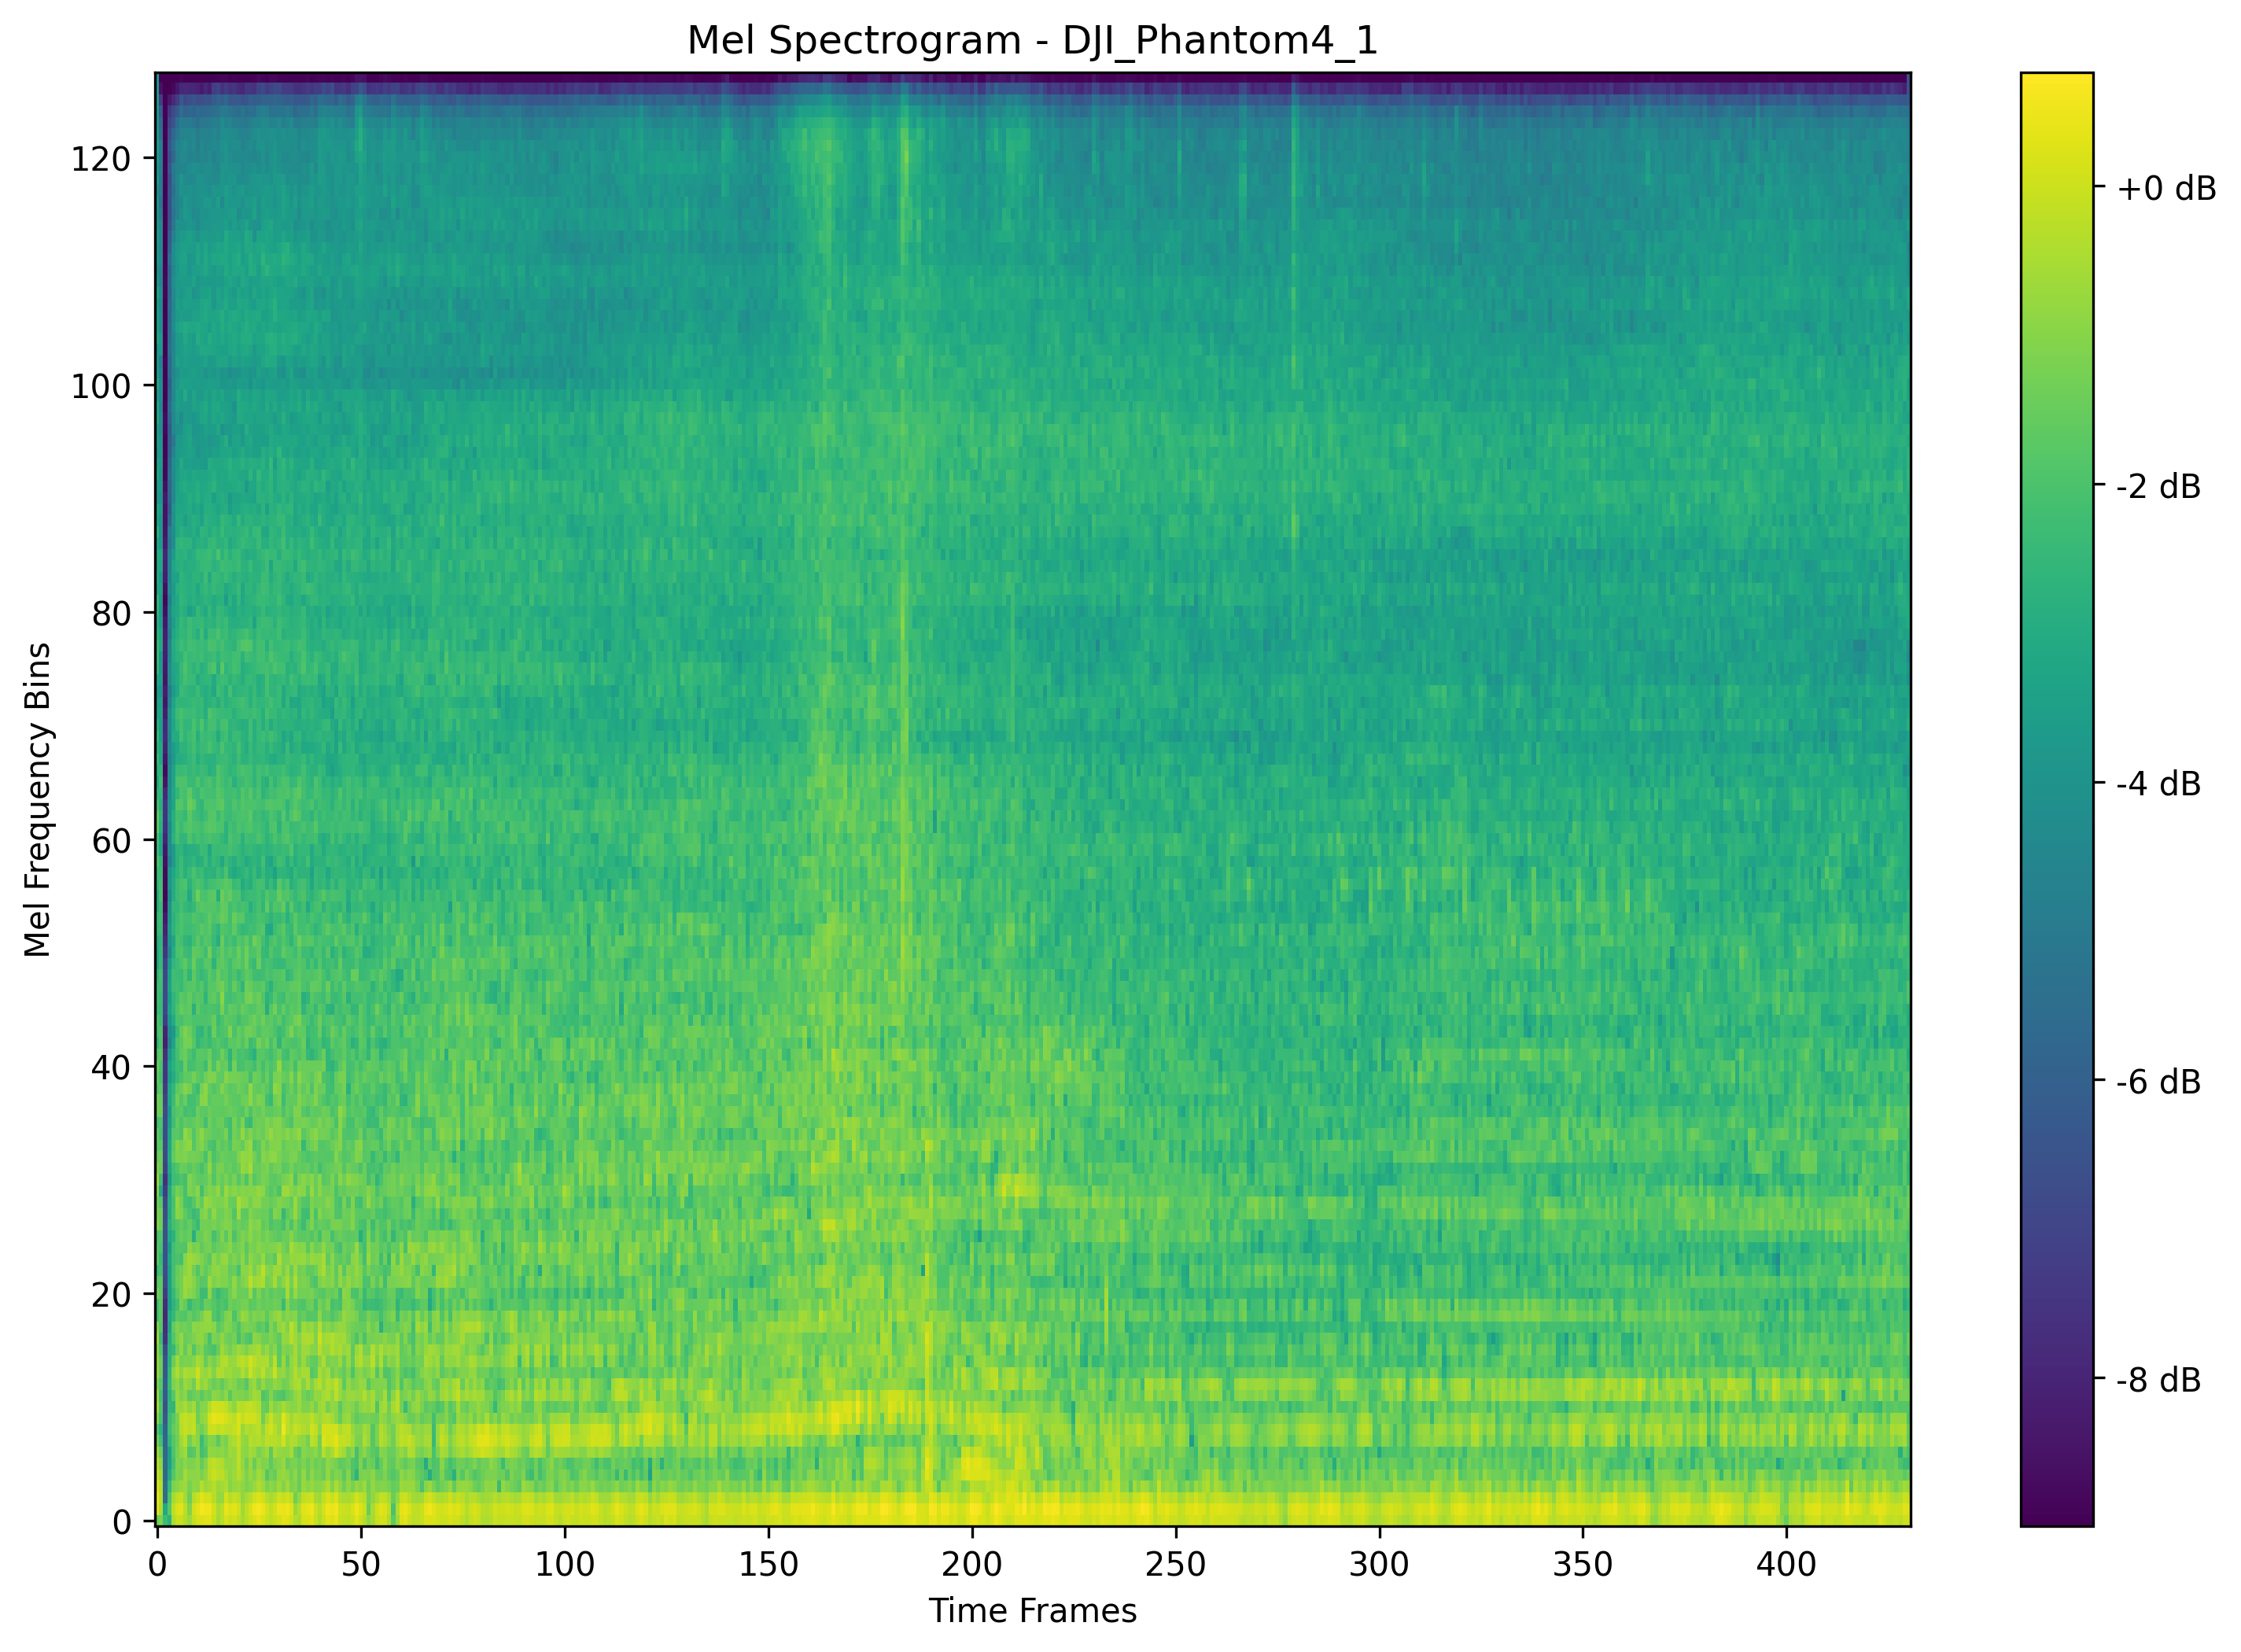 Mel Spectrogram - DJI_Phantom4_1
Mel Frequency Bins
120
100
80
60
40
20
0
0 50 100 150 200 250 300 350 400
Time Frames
+0 dB
-2 dB
-4 dB
-6 dB
-8 dB